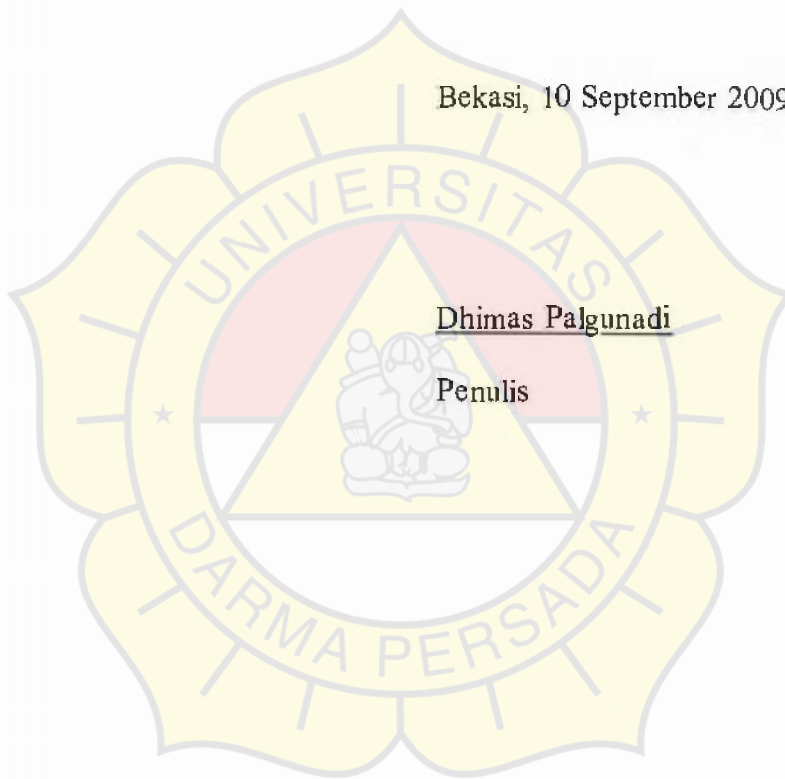 Bekasi, 10 September 2009
UNIVERSITAS
Dhimas Palgunadi
Penulis
DARMA PERSADA